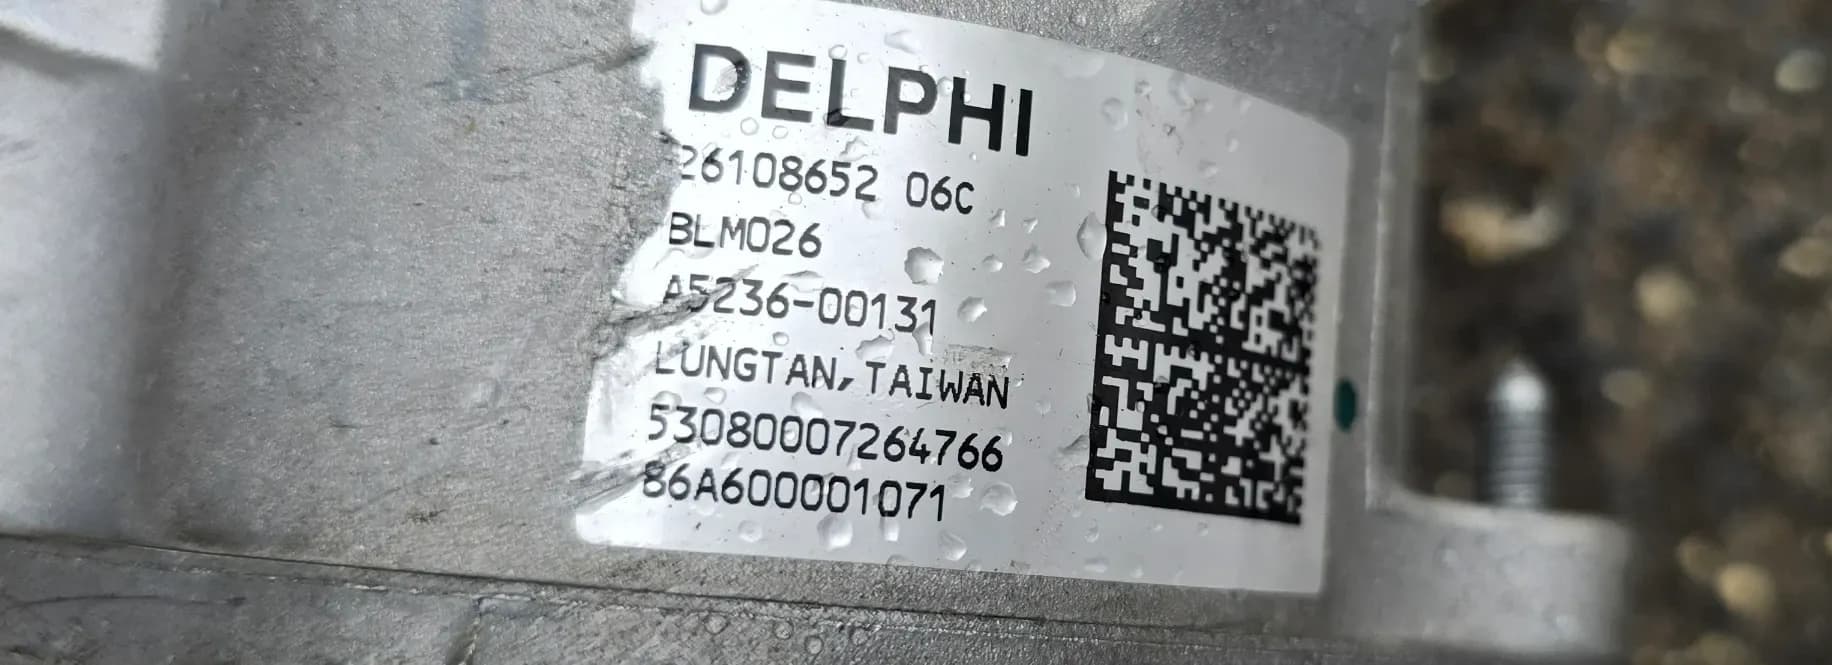 DELPHI
26108652 06C
BLM026
A5236-00131
LUNGTAN, TAIWAN
53080007264766
86A600001071